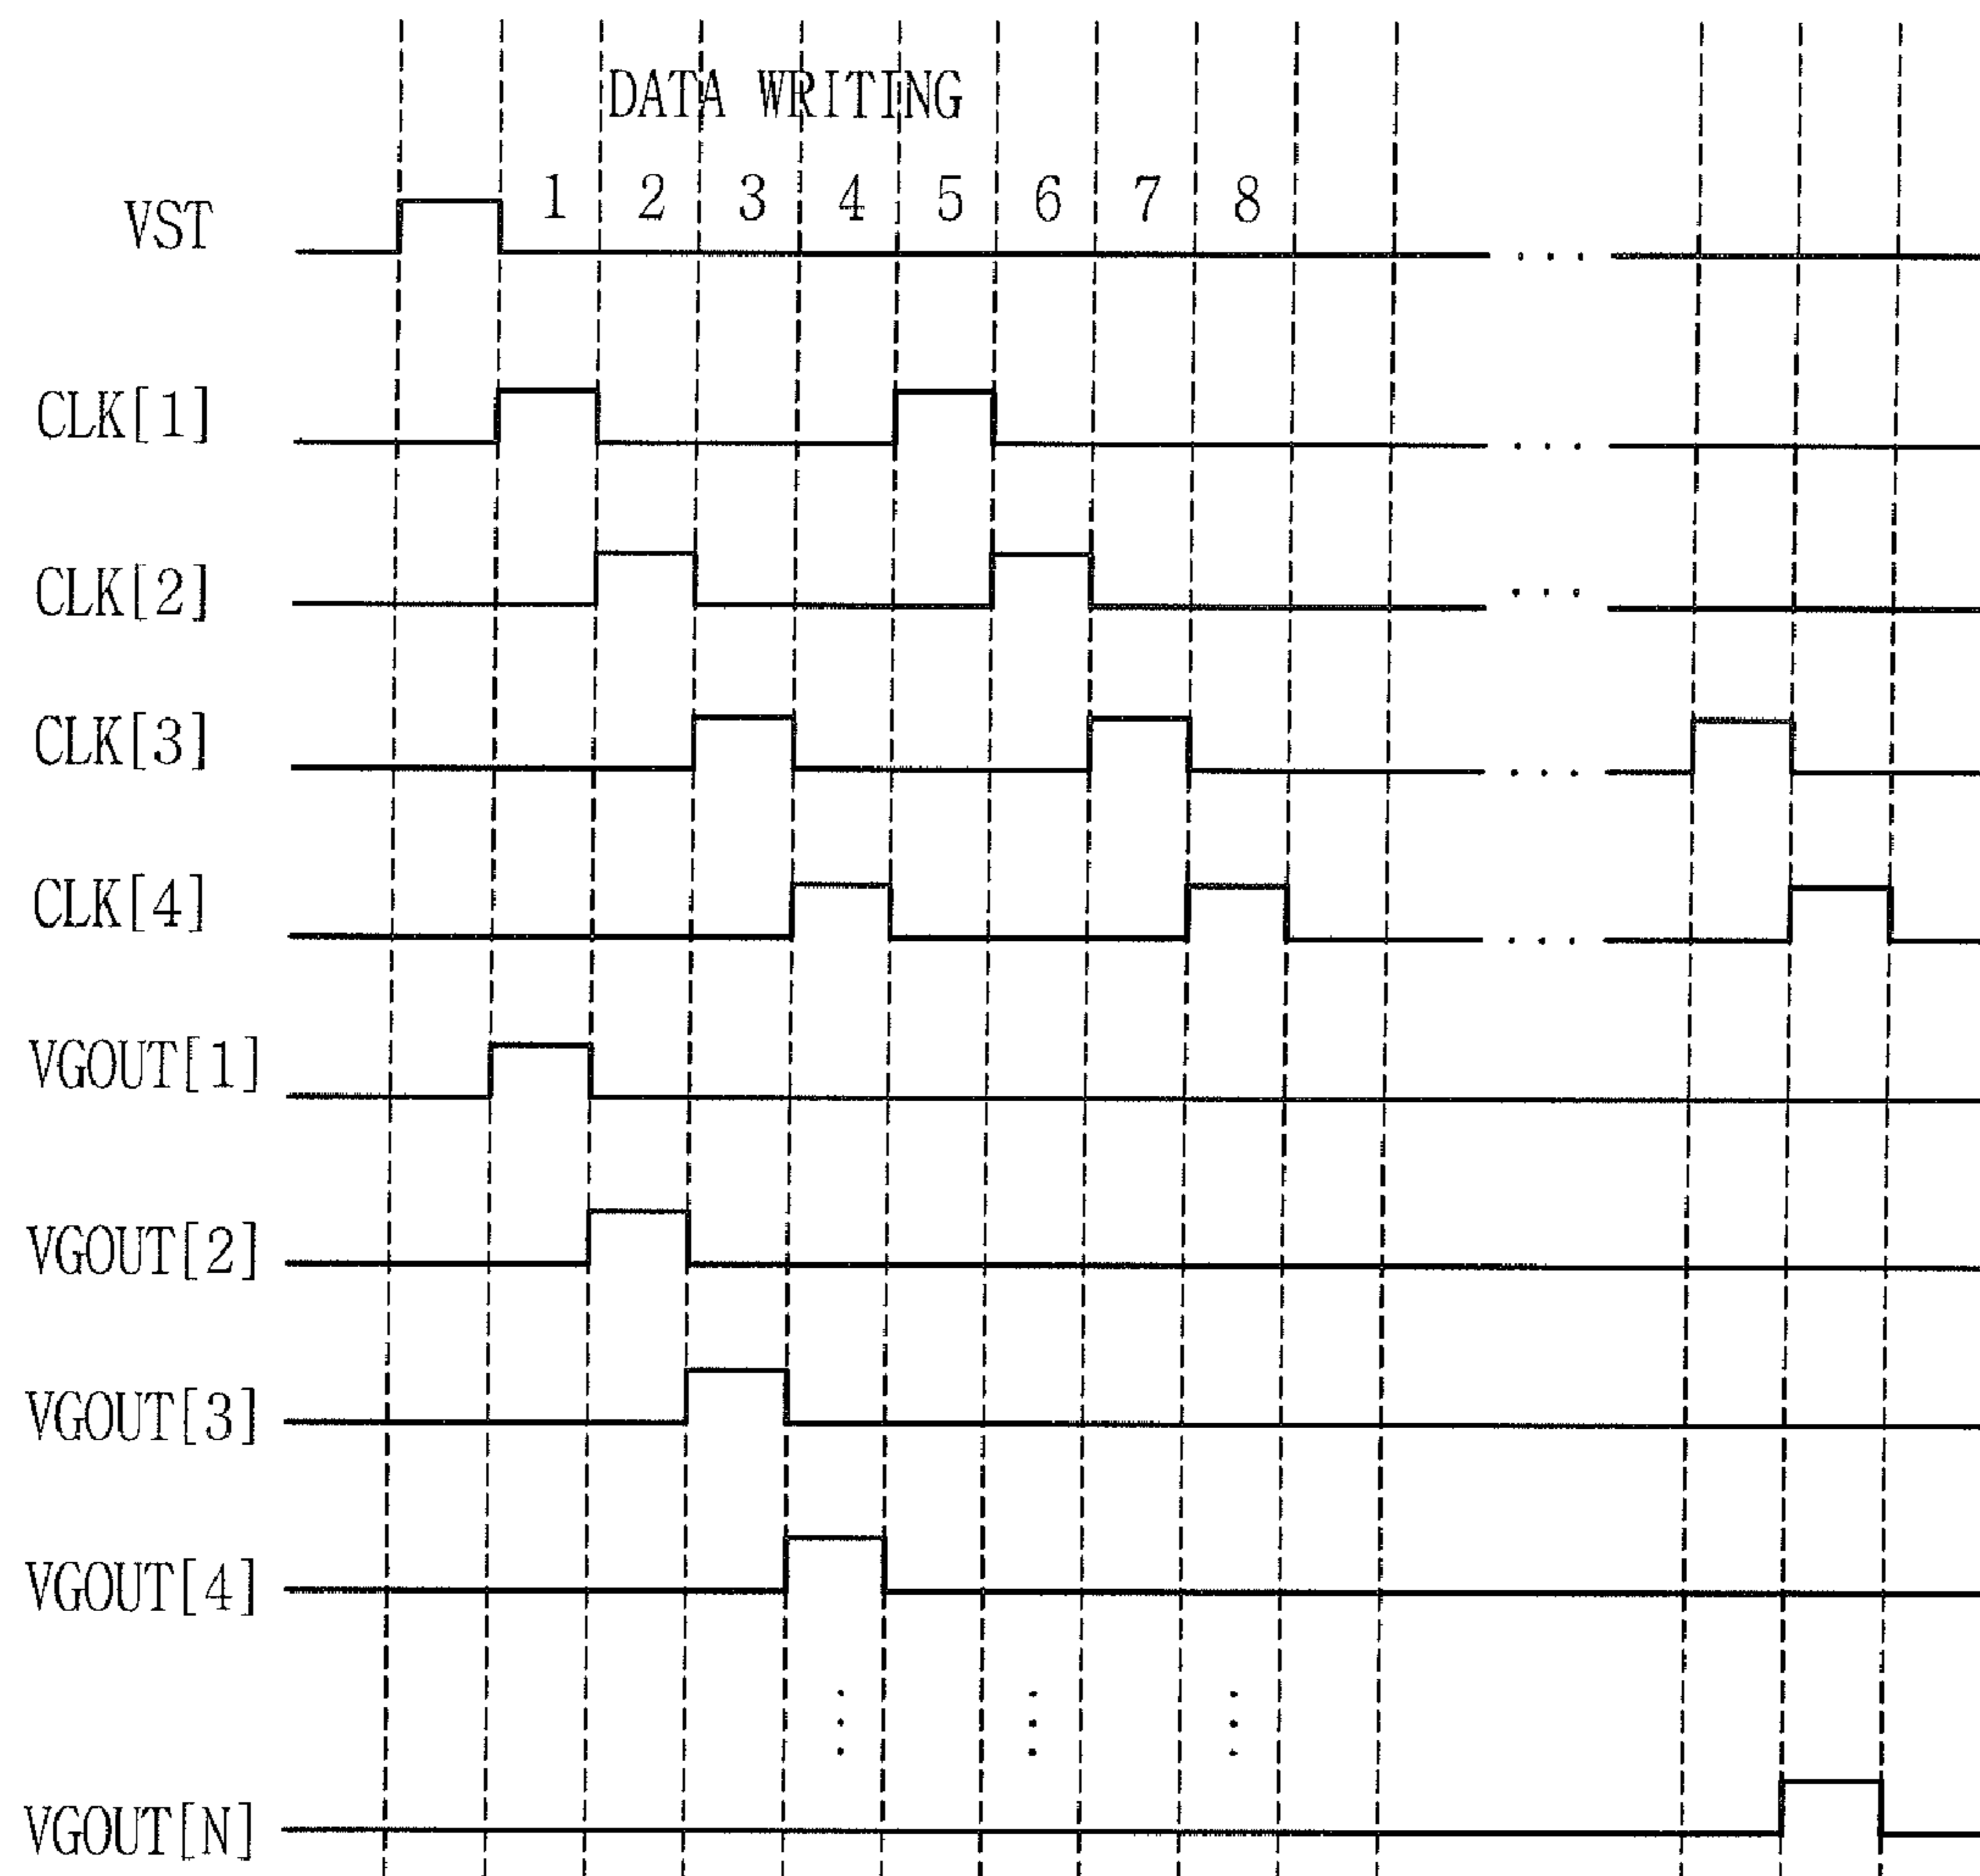 DATA WRITING
VST 1 2 3 4 5 6 7 8
CLK[1]
CLK[2]
CLK[3]
CLK[4]
VGOUT[1]
VGOUT[2]
VGOUT[3]
VGOUT[4]
VGOUT[N]